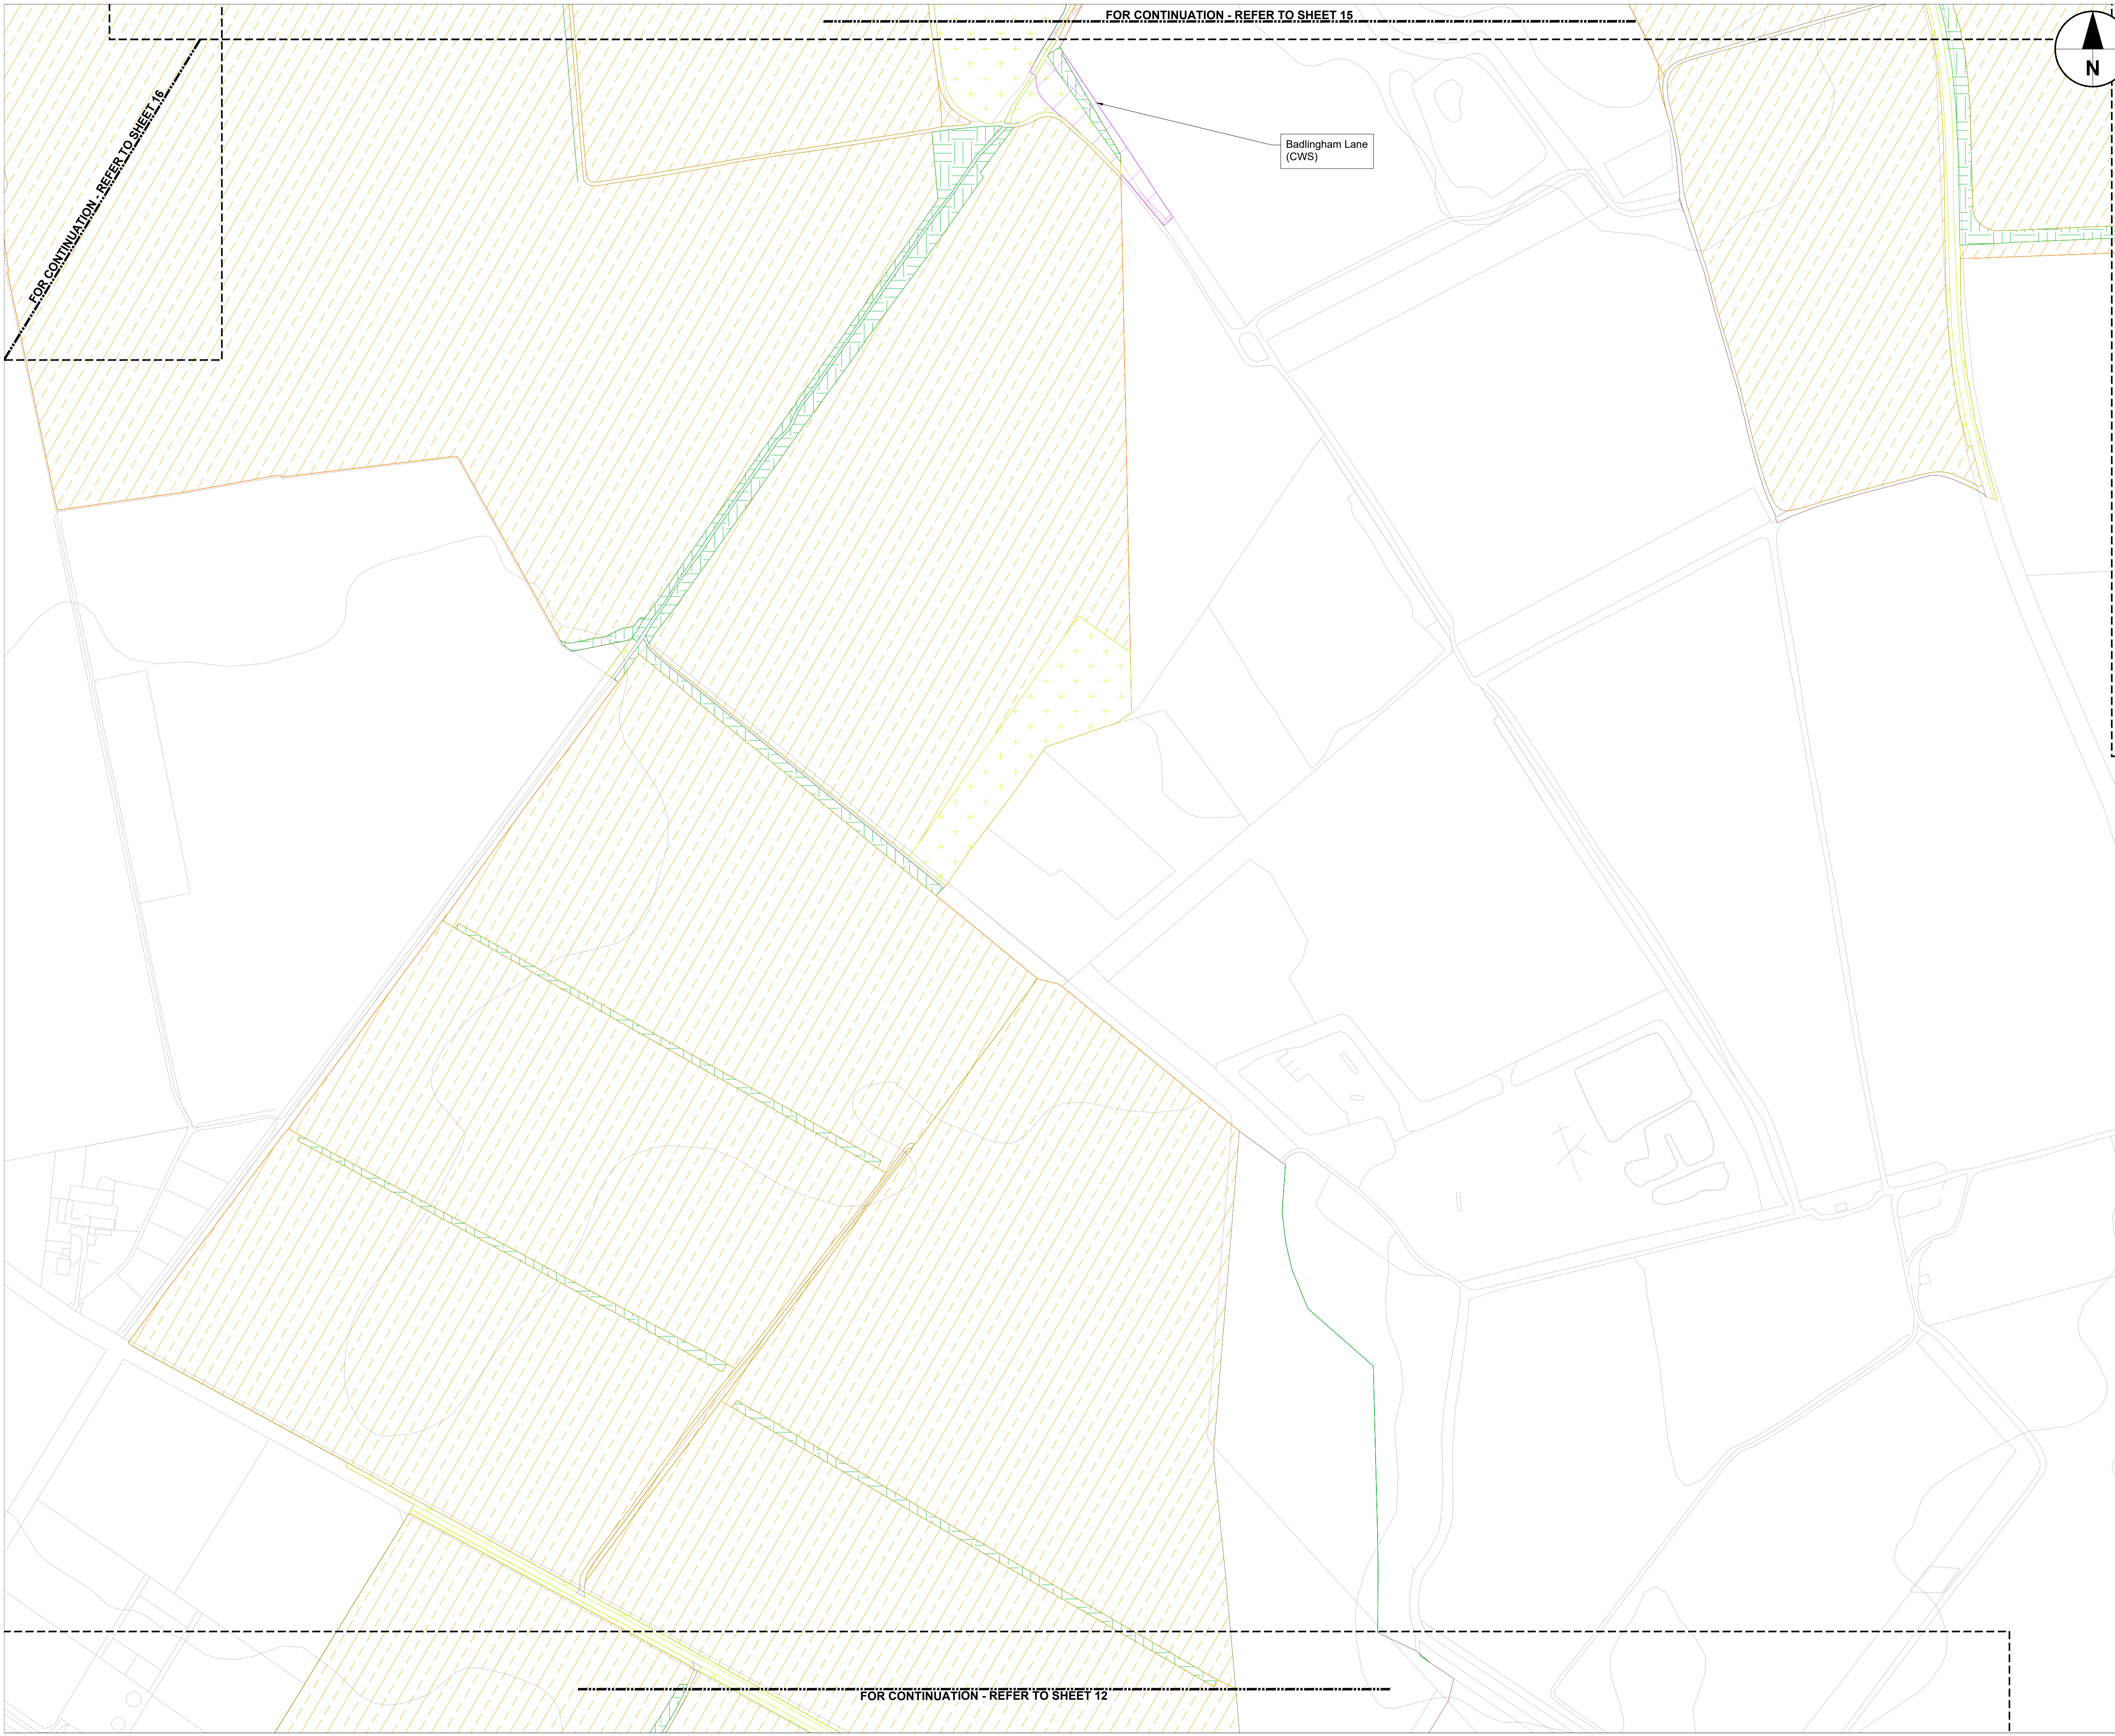 FOR CONTINUATION - REFER TO SHEET 15
N
FOR CONTINUATION - REFER TO SHEET 16
Badlingham Lane
(CWS)
FOR CONTINUATION - REFER TO SHEET 12